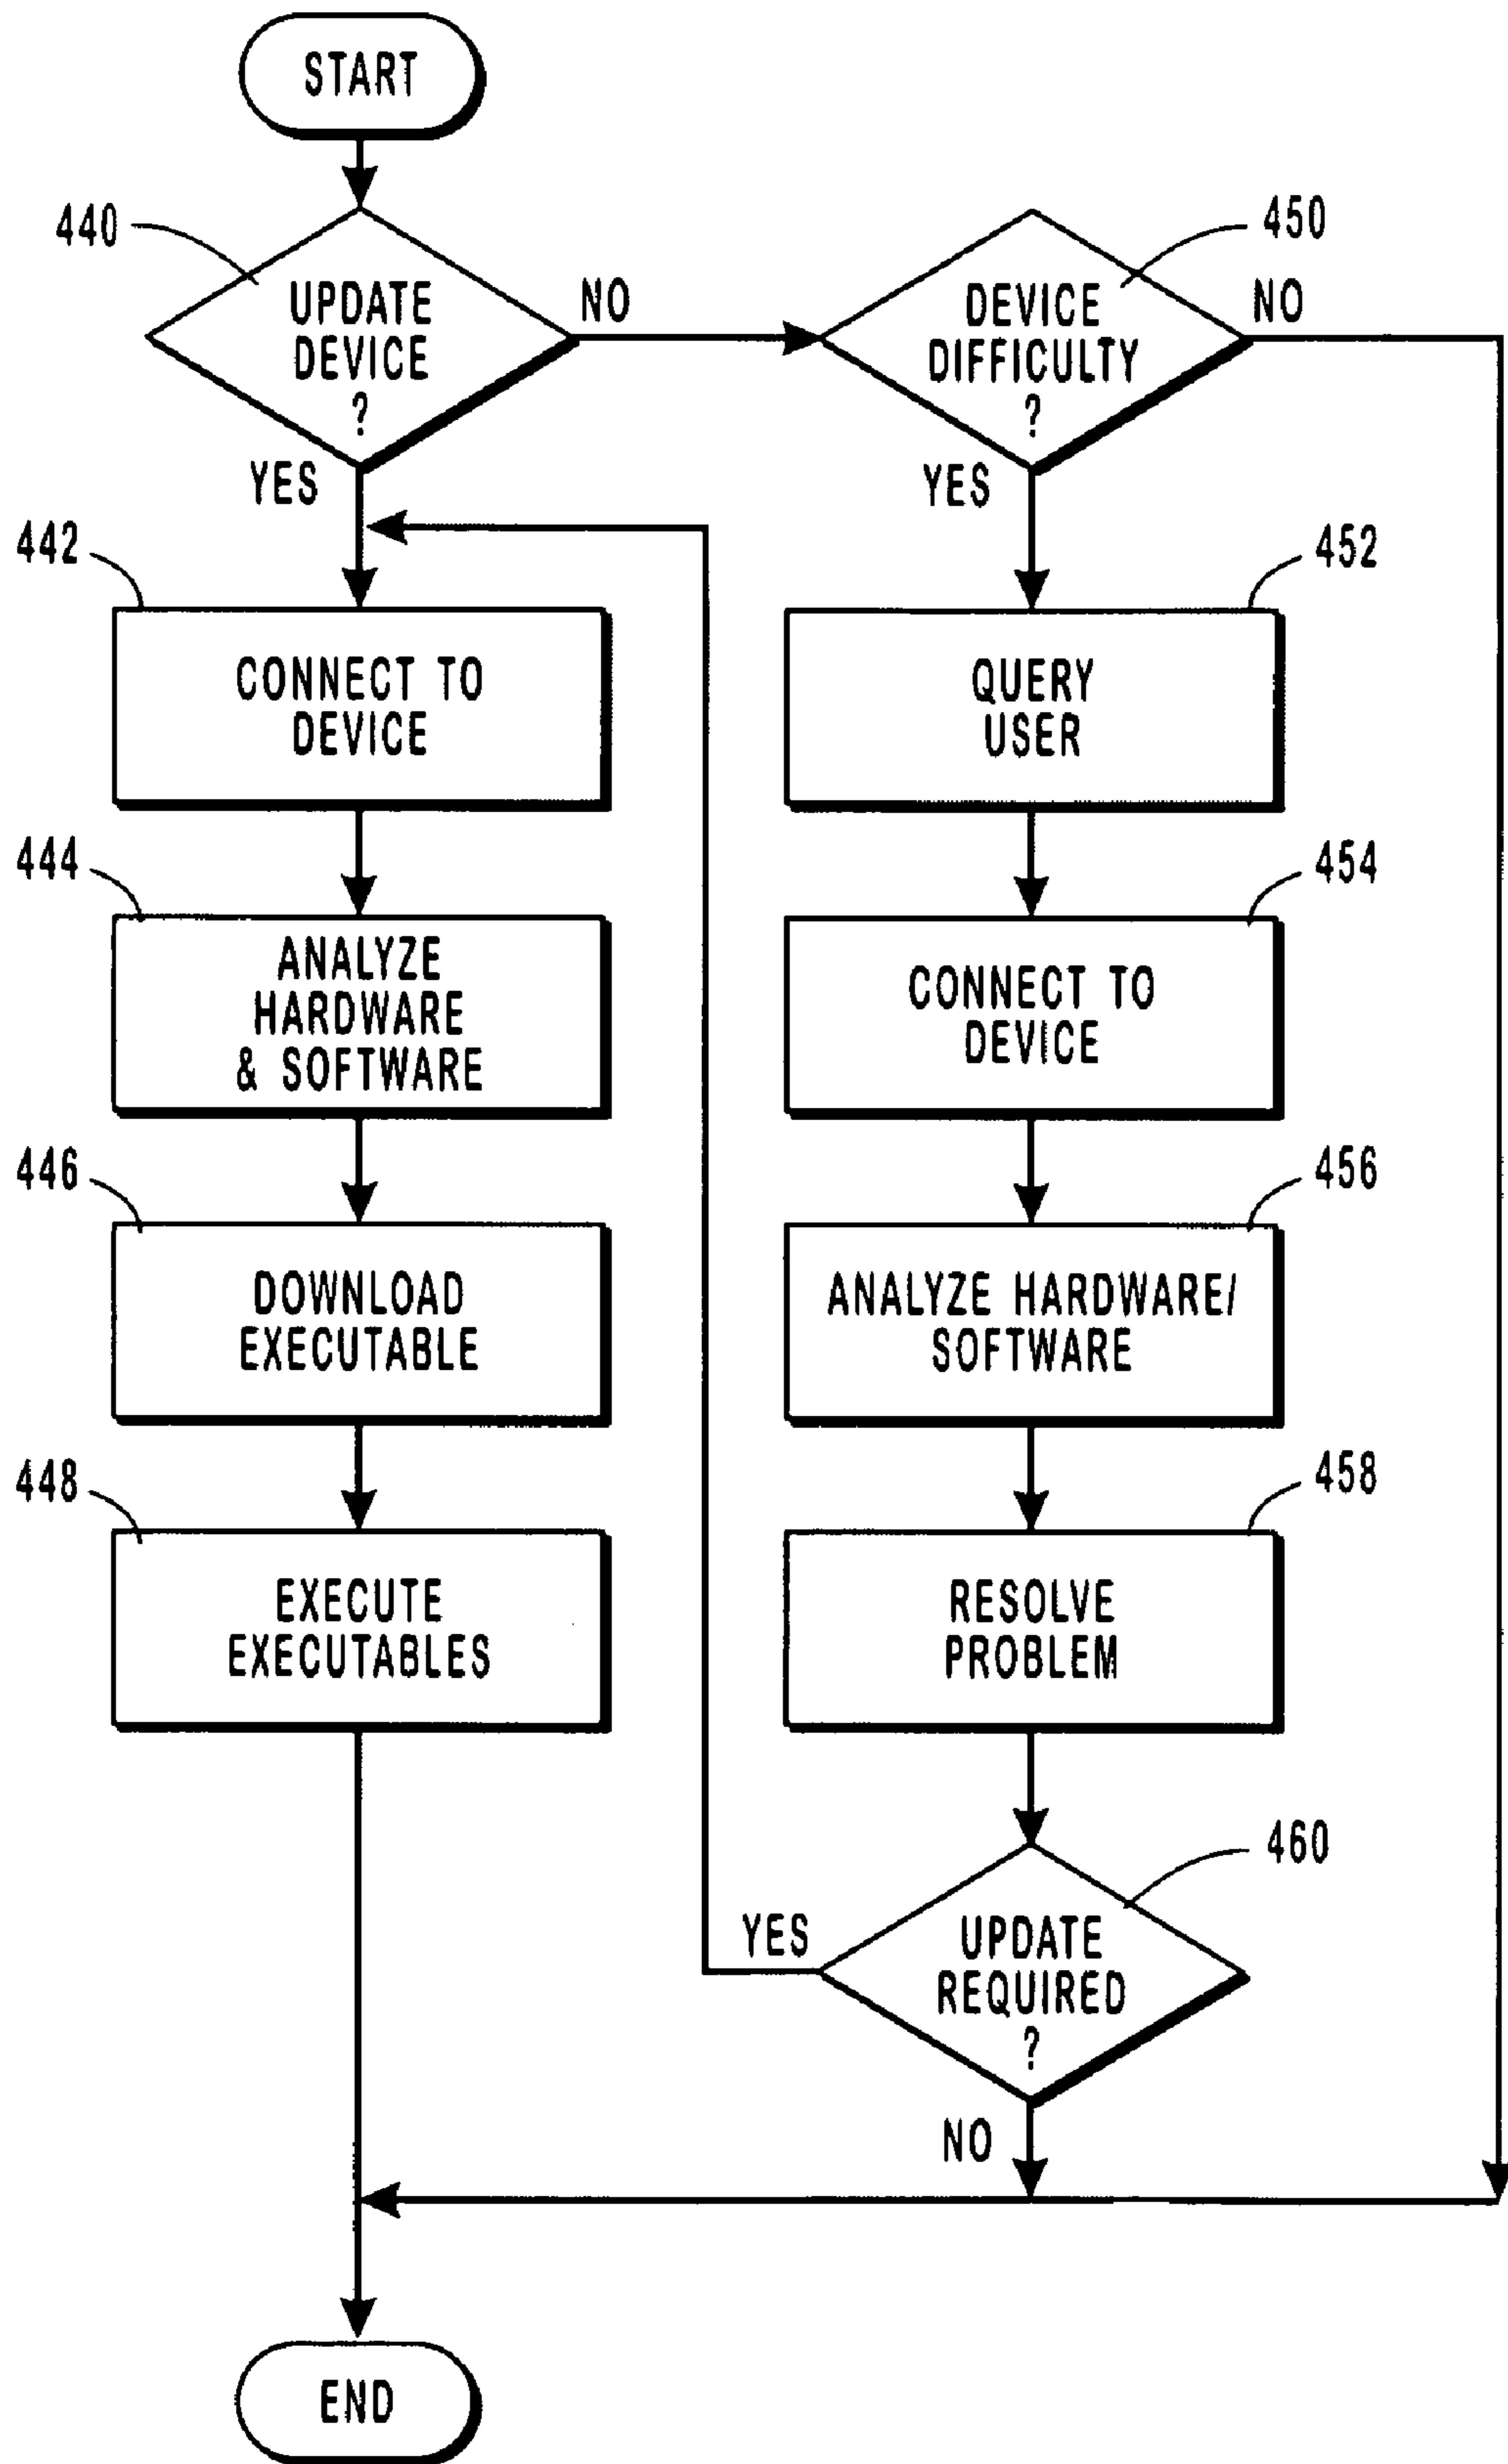 START
440
UPDATE
DEVICE
?
NO
YES
450
DEVICE
DIFFICULTY
?
NO
YES
442
CONNECT TO
DEVICE
452
QUERY
USER
444
ANALYZE
HARDWARE
& SOFTWARE
454
CONNECT TO
DEVICE
446
DOWNLOAD
EXECUTABLE
456
ANALYZE HARDWARE/
SOFTWARE
448
EXECUTE
EXECUTABLES
458
RESOLVE
PROBLEM
460
YES
UPDATE
REQUIRED
?
NO
END